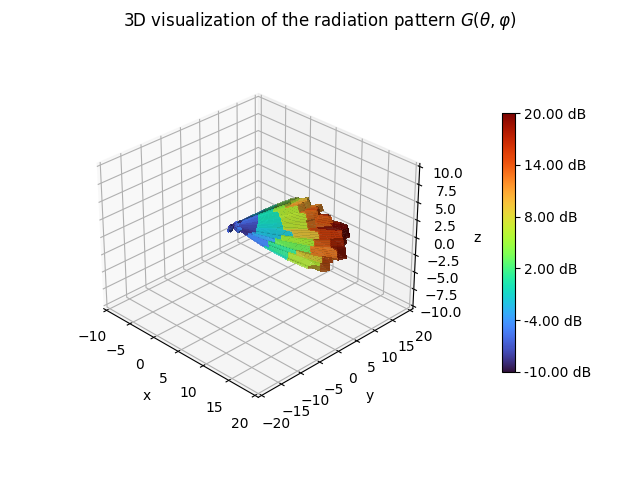 3D visualization of the radiation pattern G(θ, φ)
20.00 dB
14.00 dB
8.00 dB
2.00 dB
-4.00 dB
-10.00 dB
10.0
7.5
5.0
2.5
0.0
−2.5
−5.0
−7.5
−10.0
z
−10
−5
0
5
10
15
20
x
−20
−15
−10
−5
0
5
10
15
20
y